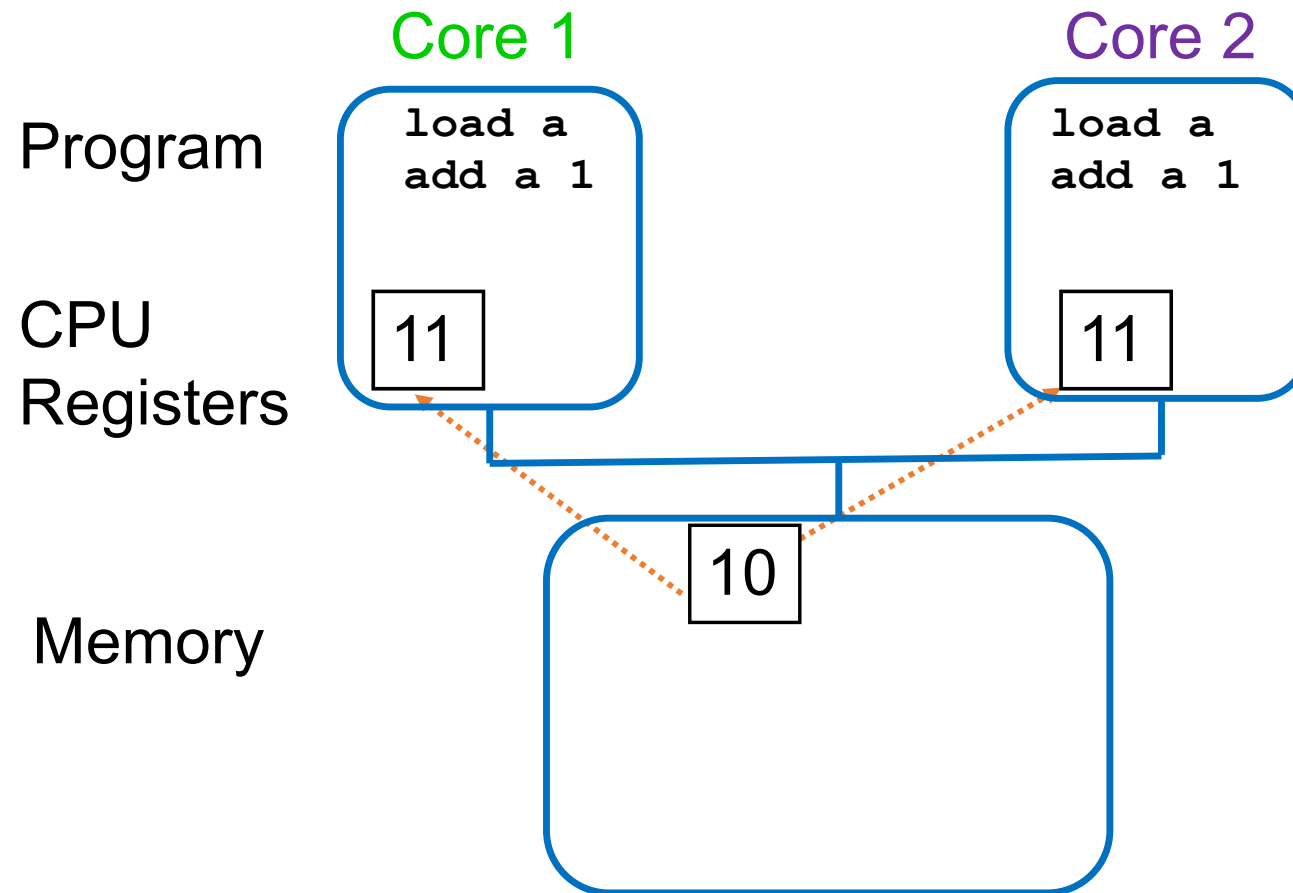 Core 1
Core 2
Program
load a
add a 1
load a
add a 1
CPU
Registers
11
11
10
Memory